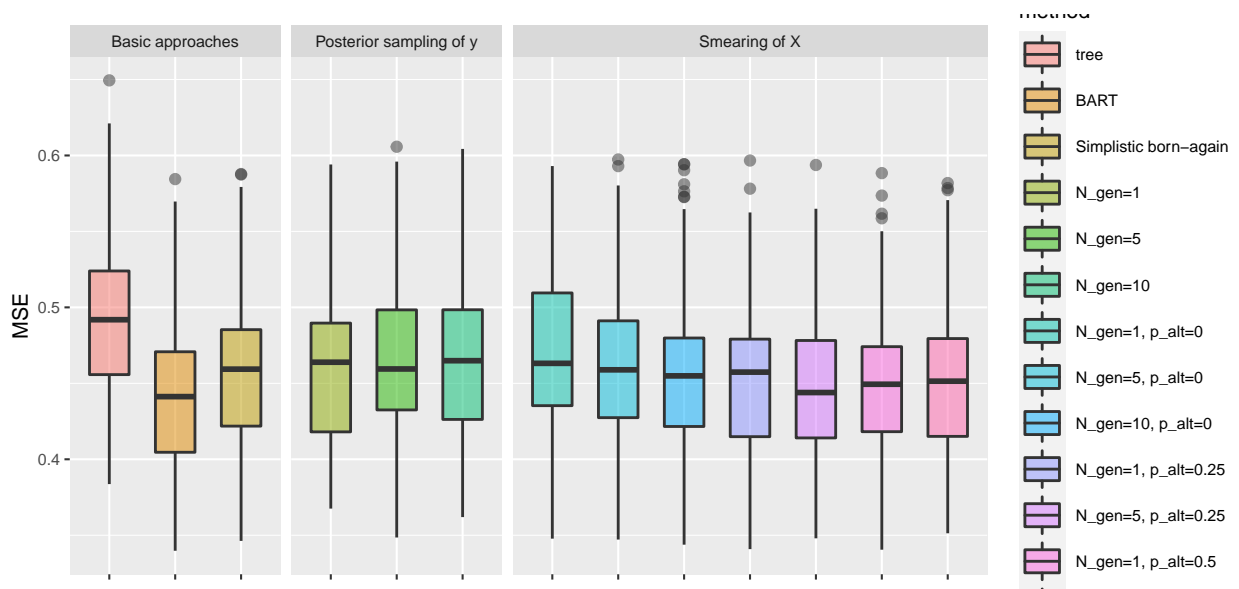 Basic approaches
Posterior sampling of y
Smearing of X
MSE
0.6
0.5
0.4
method
tree
BART
Simplistic born−again
N_gen=1
N_gen=5
N_gen=10
N_gen=1, p_alt=0
N_gen=5, p_alt=0
N_gen=10, p_alt=0
N_gen=1, p_alt=0.25
N_gen=5, p_alt=0.25
N_gen=1, p_alt=0.5